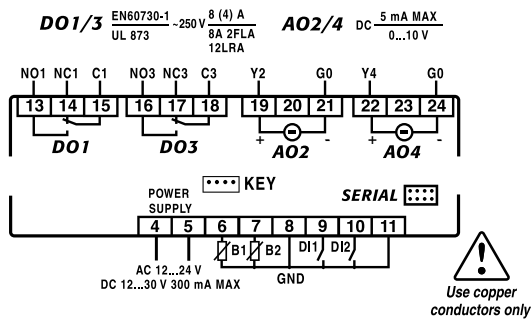 DO1/3 EN60730-1 ~250 V 8 (4) A AO2/4 DC 5 mA MAX
UL 873 8A 2FLA 0...10 V
12LRA
NO1 NC1 C1 NO3 NC3 C3 Y2 G0 Y4 G0
13 14 15 16 17 18 19 20 21 22 23 24
+ - + -
DO1 DO3 AO2 AO4
KEY
POWER SUPPLY
SERIAL
4 5 6 7 8 9 10 11
B1 B2 DI1 DI2
AC 12...24 V
DC 12...30 V 300 mA MAX
GND
!
Use copper
conductors only